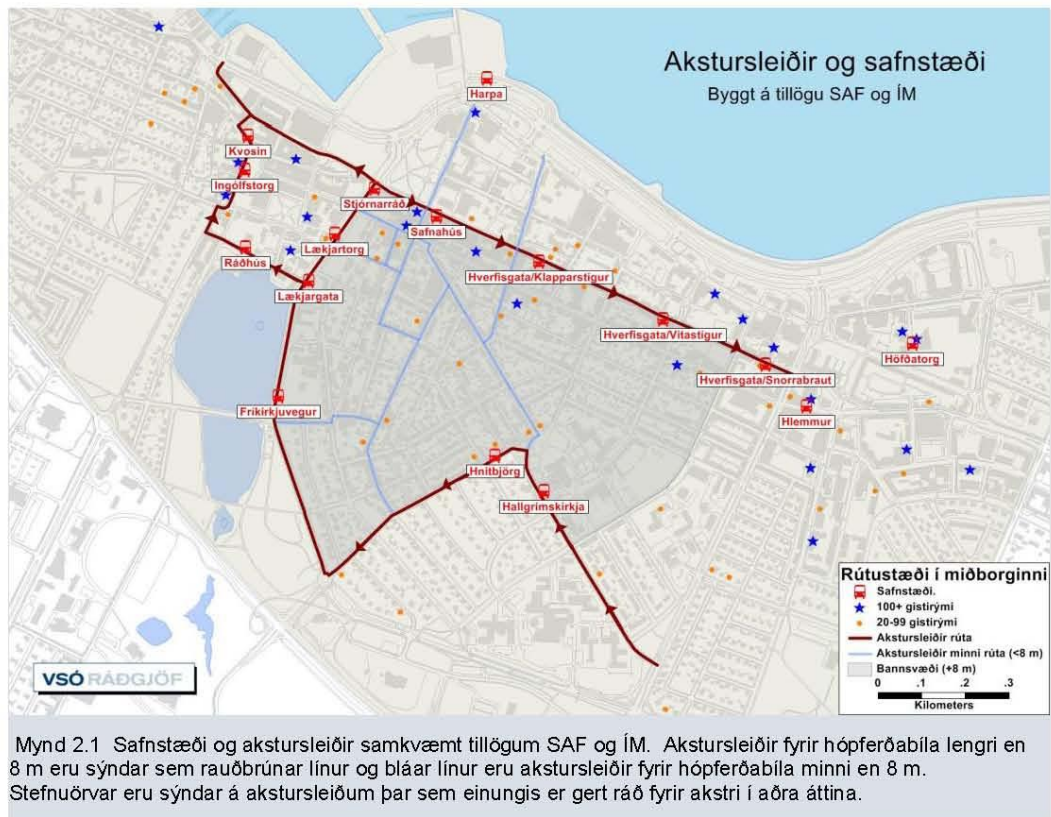 Akstursleiðir og safnstæði
Byggt á tillögu SAF og ÍM
Harpa
Kvosin
Ingólfstorg
Stjórnarráð
Safnahús
Lækjartorg
Ráðhús
Hverfisgata/Klapparstígur
Lækjargata
Hverfisgata/Vitastígur
Höfðatorg
Hverfisgata/Snorrabraut
Fríkirkjuvegur
Hlemmur
Hnitbjörg
Hallgrímskirkja
Rútustæði í miðborginni
Safnstæði.
100+ gistirými
20-99 gistirými
Akstursleiðir rúta
Akstursleiðir minni rúta (<8 m)
Bannsvæði (+8 m)
0 .1 .2 .3
Kilometers
VSÓ RÁÐGJÖF
Mynd 2.1 Safnstæði og akstursleiðir samkvæmt tillögum SAF og ÍM. Akstursleiðir fyrir hópferðabíla lengri en
8 m eru sýndar sem rauðbrúnar línur og bláar línur eru akstursleiðir fyrir hópferðabíla minni en 8 m.
Stefnuörvar eru sýndar á akstursleiðum þar sem einungis er gert ráð fyrir akstri í aðra áttina.